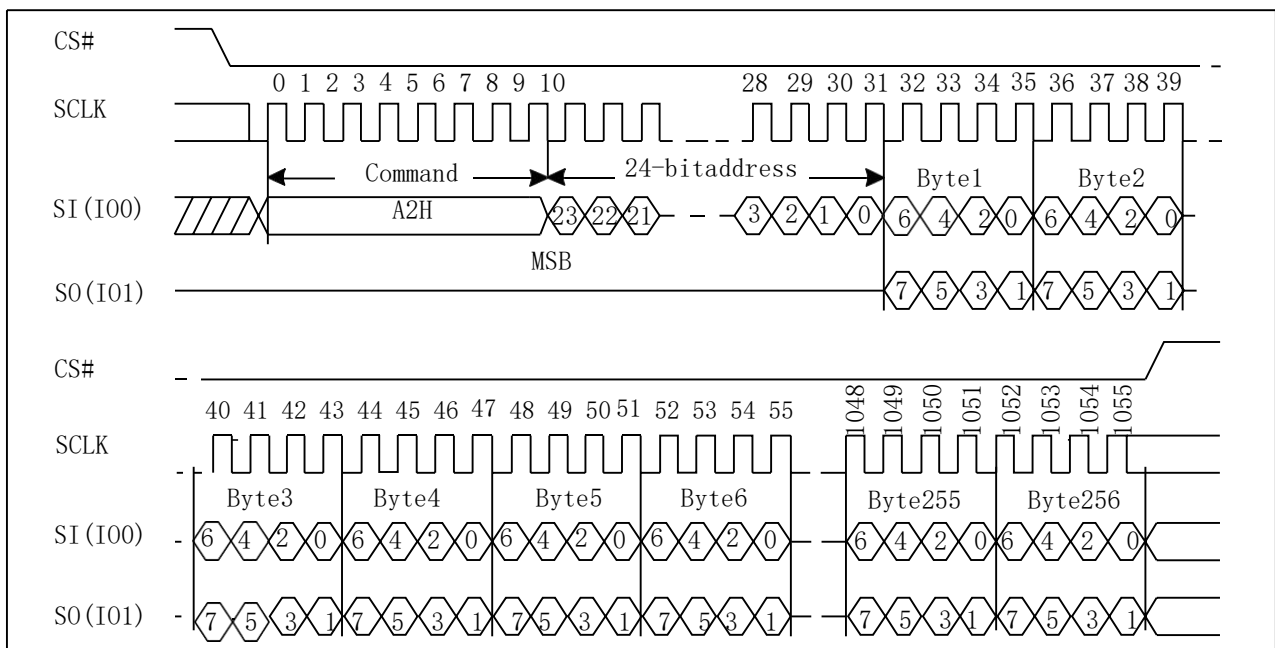 CS#
0 1 2 3 4 5 6 7 8 9 10 28 29 30 31 32 33 34 35 36 37 38 39
SCLK
Command 24-bitaddress Byte1 Byte2
SI(IO0) A2H 23 22 21 3 2 1 0 6 4 2 0 6 4 2 0
MSB
SO(IO1) 7 5 3 1 7 5 3 1
CS#
40 41 42 43 44 45 46 47 48 49 50 51 52 53 54 55 1048 1049 1050 1051 1052 1053 1054 1055
SCLK
Byte3 Byte4 Byte5 Byte6 Byte255 Byte256
SI(IO0) 6 4 2 0 6 4 2 0 6 4 2 0 6 4 2 0 6 4 2 0 6 4 2 0
SO(IO1) 7 5 3 1 7 5 3 1 7 5 3 1 7 5 3 1 7 5 3 1 7 5 3 1